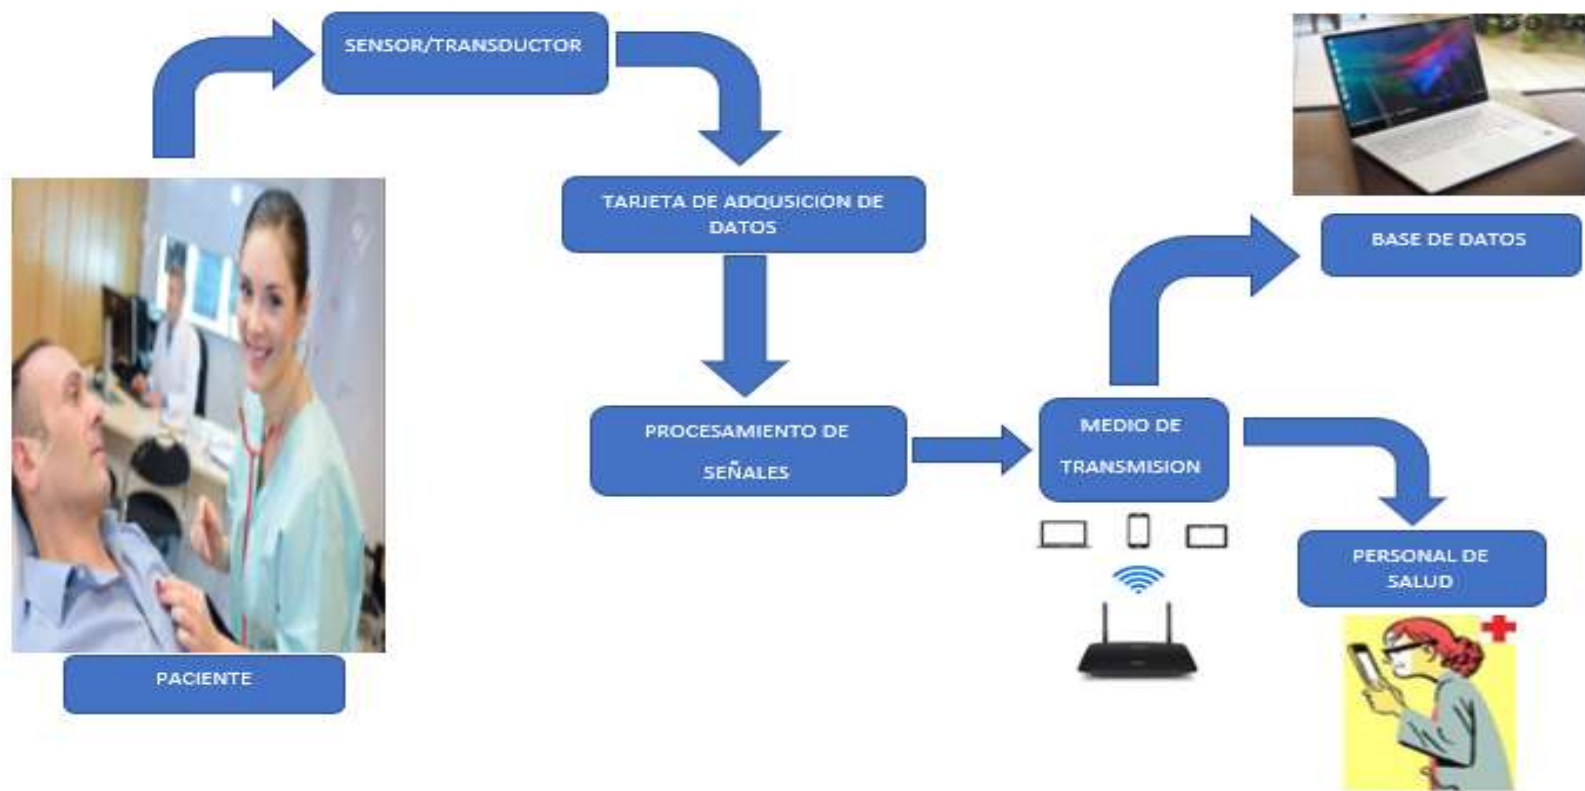 SENSOR/TRANSDUCTOR
TARJETA DE ADQUSICION DE
DATOS
PROCESAMIENTO DE
SEÑALES
MEDIO DE
TRANSMISION
BASE DE DATOS
PERSONAL DE
SALUD
PACIENTE